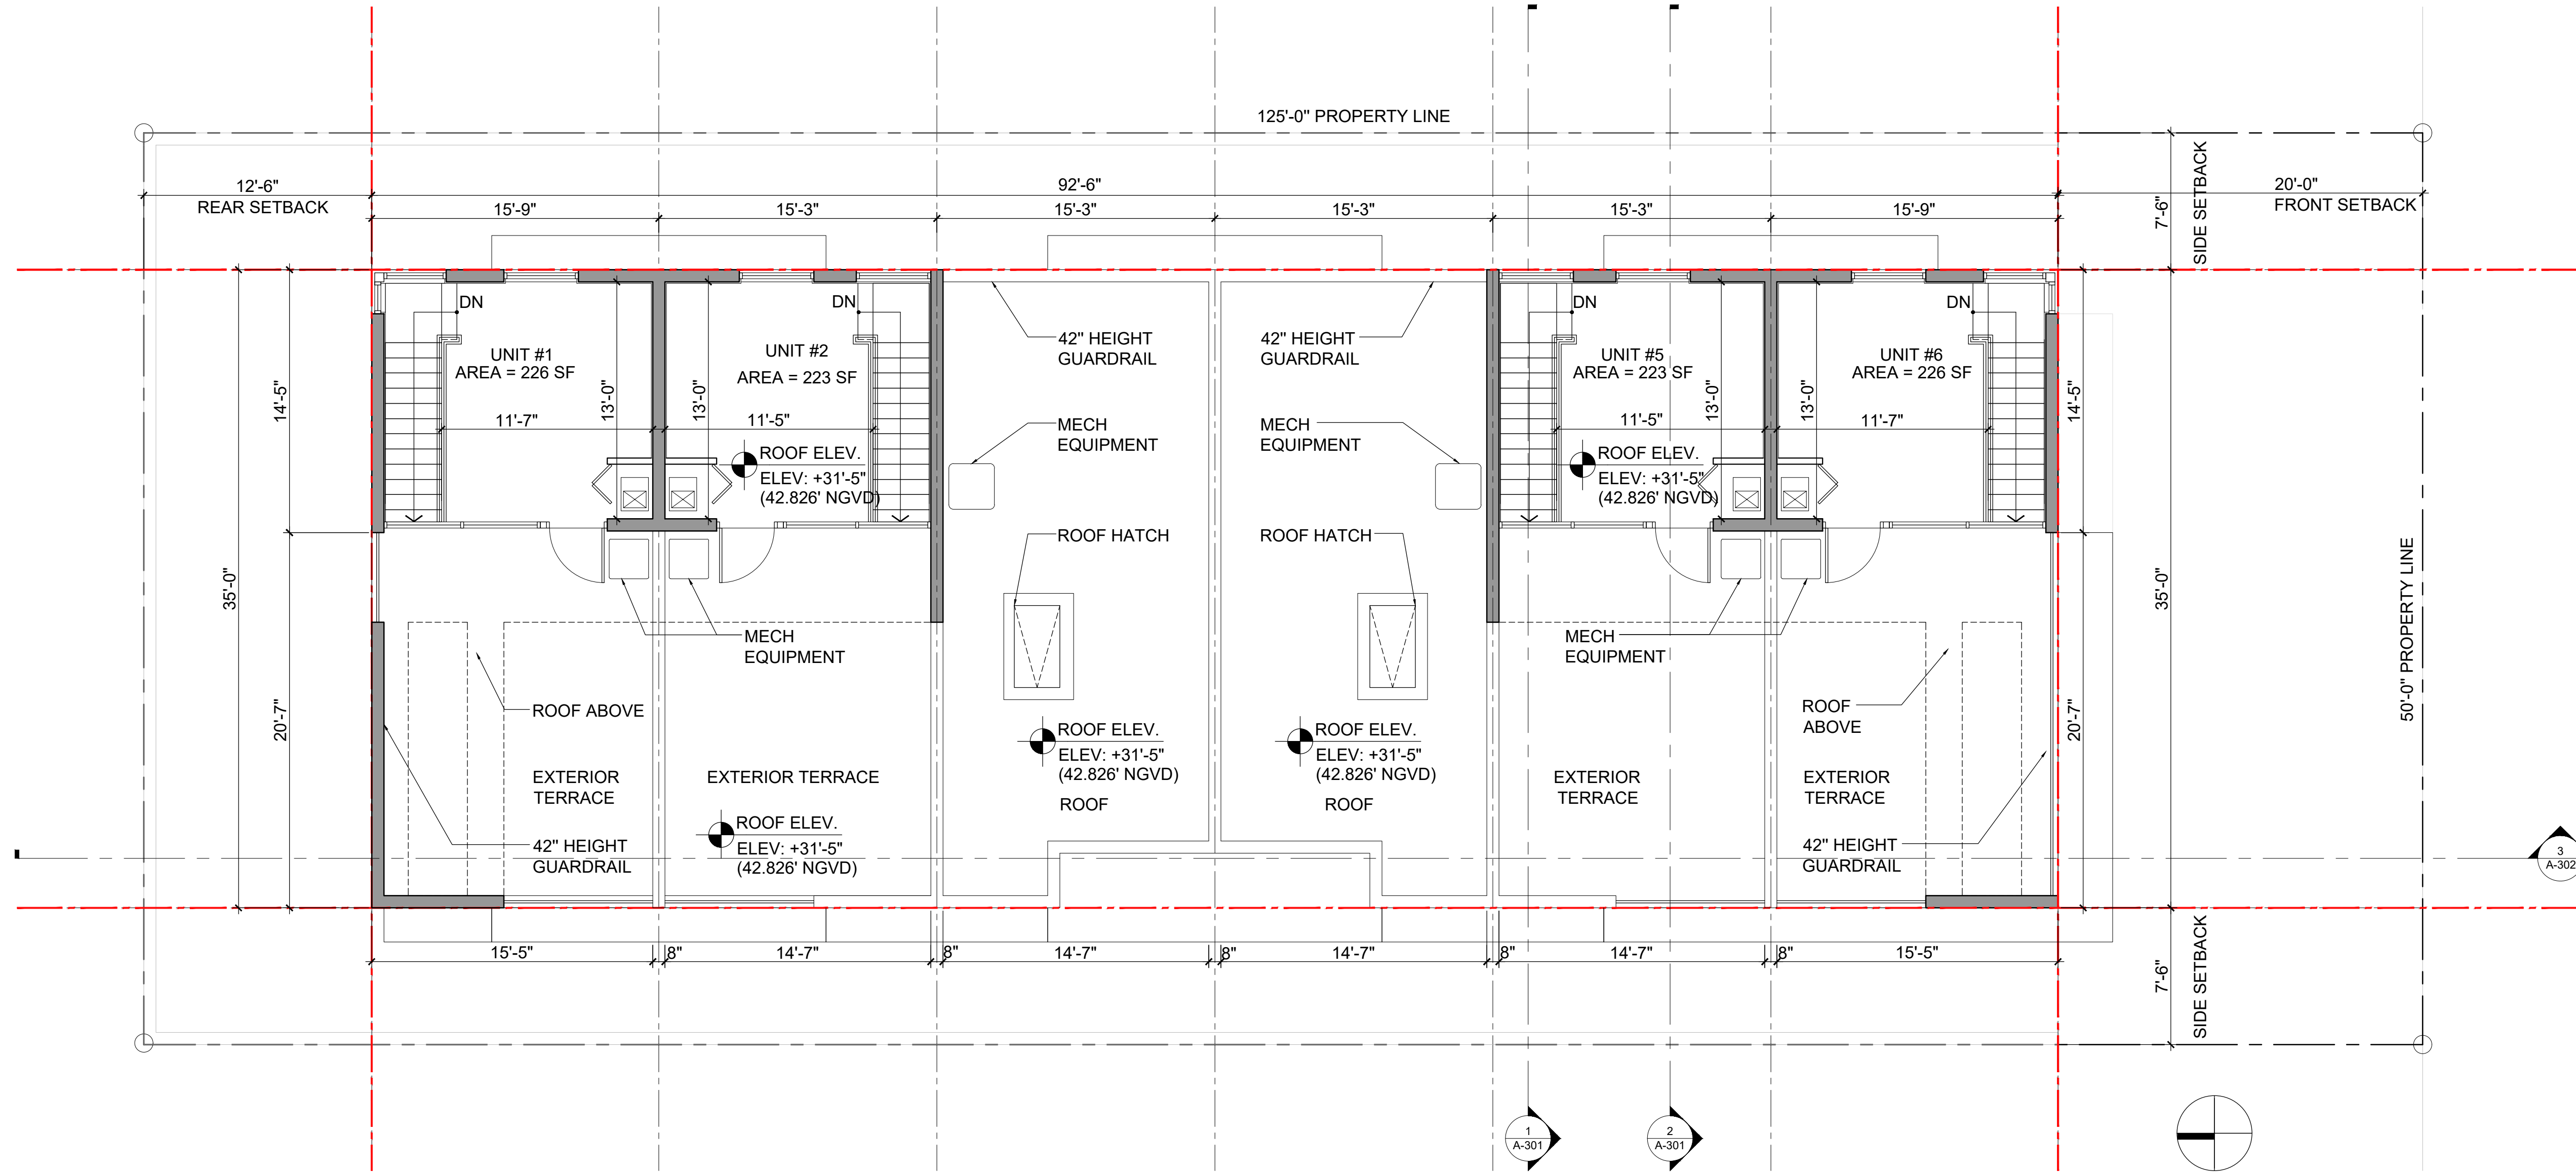 125'-0" PROPERTY LINE
12'-6"
REAR SETBACK
92'-6"
20'-0"
FRONT SETBACK
7'-6"
SIDE SETBACK
15'-9"
15'-3"
15'-3"
15'-3"
15'-3"
15'-9"
DN
DN
DN
DN
UNIT #1
AREA = 226 SF
UNIT #2
AREA = 223 SF
42" HEIGHT
GUARDRAIL
42" HEIGHT
GUARDRAIL
UNIT #5
AREA = 223 SF
UNIT #6
AREA = 226 SF
14'-5"
13'-0"
13'-0"
13'-0"
13'-0"
14'-5"
11'-7"
11'-5"
11'-5"
11'-7"
MECH
EQUIPMENT
MECH
EQUIPMENT
ROOF ELEV.
ELEV: +31'-5"
(42.826' NGVD)
ROOF ELEV.
ELEV: +31'-5"
(42.826' NGVD)
ROOF HATCH
ROOF HATCH
35'-0"
35'-0"
50'-0" PROPERTY LINE
MECH
EQUIPMENT
MECH
EQUIPMENT
20'-7"
20'-7"
ROOF ABOVE
ROOF
ABOVE
ROOF ELEV.
ELEV: +31'-5"
(42.826' NGVD)
ROOF
ROOF ELEV.
ELEV: +31'-5"
(42.826' NGVD)
ROOF
EXTERIOR
TERRACE
EXTERIOR TERRACE
EXTERIOR
TERRACE
EXTERIOR
TERRACE
ROOF ELEV.
ELEV: +31'-5"
(42.826' NGVD)
42" HEIGHT
GUARDRAIL
42" HEIGHT
GUARDRAIL
3
A-302
15'-5"
8"
14'-7"
8"
14'-7"
8"
14'-7"
8"
14'-7"
8"
15'-5"
7'-6"
SIDE SETBACK
1
A-301
2
A-301